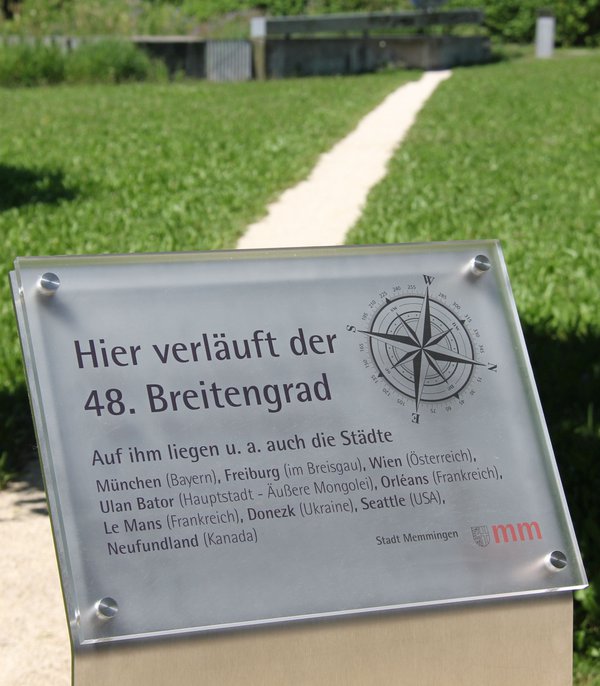 Hier verläuft der
48. Breitengrad
W
S
N
E
Auf ihm liegen u. a. auch die Städte
München (Bayern), Freiburg (im Breisgau), Wien (Österreich),
Ulan Bator (Hauptstadt - Äußere Mongolei), Orléans (Frankreich),
Le Mans (Frankreich), Donezk (Ukraine), Seattle (USA),
Neufundland (Kanada)
Stadt Memmingen mm